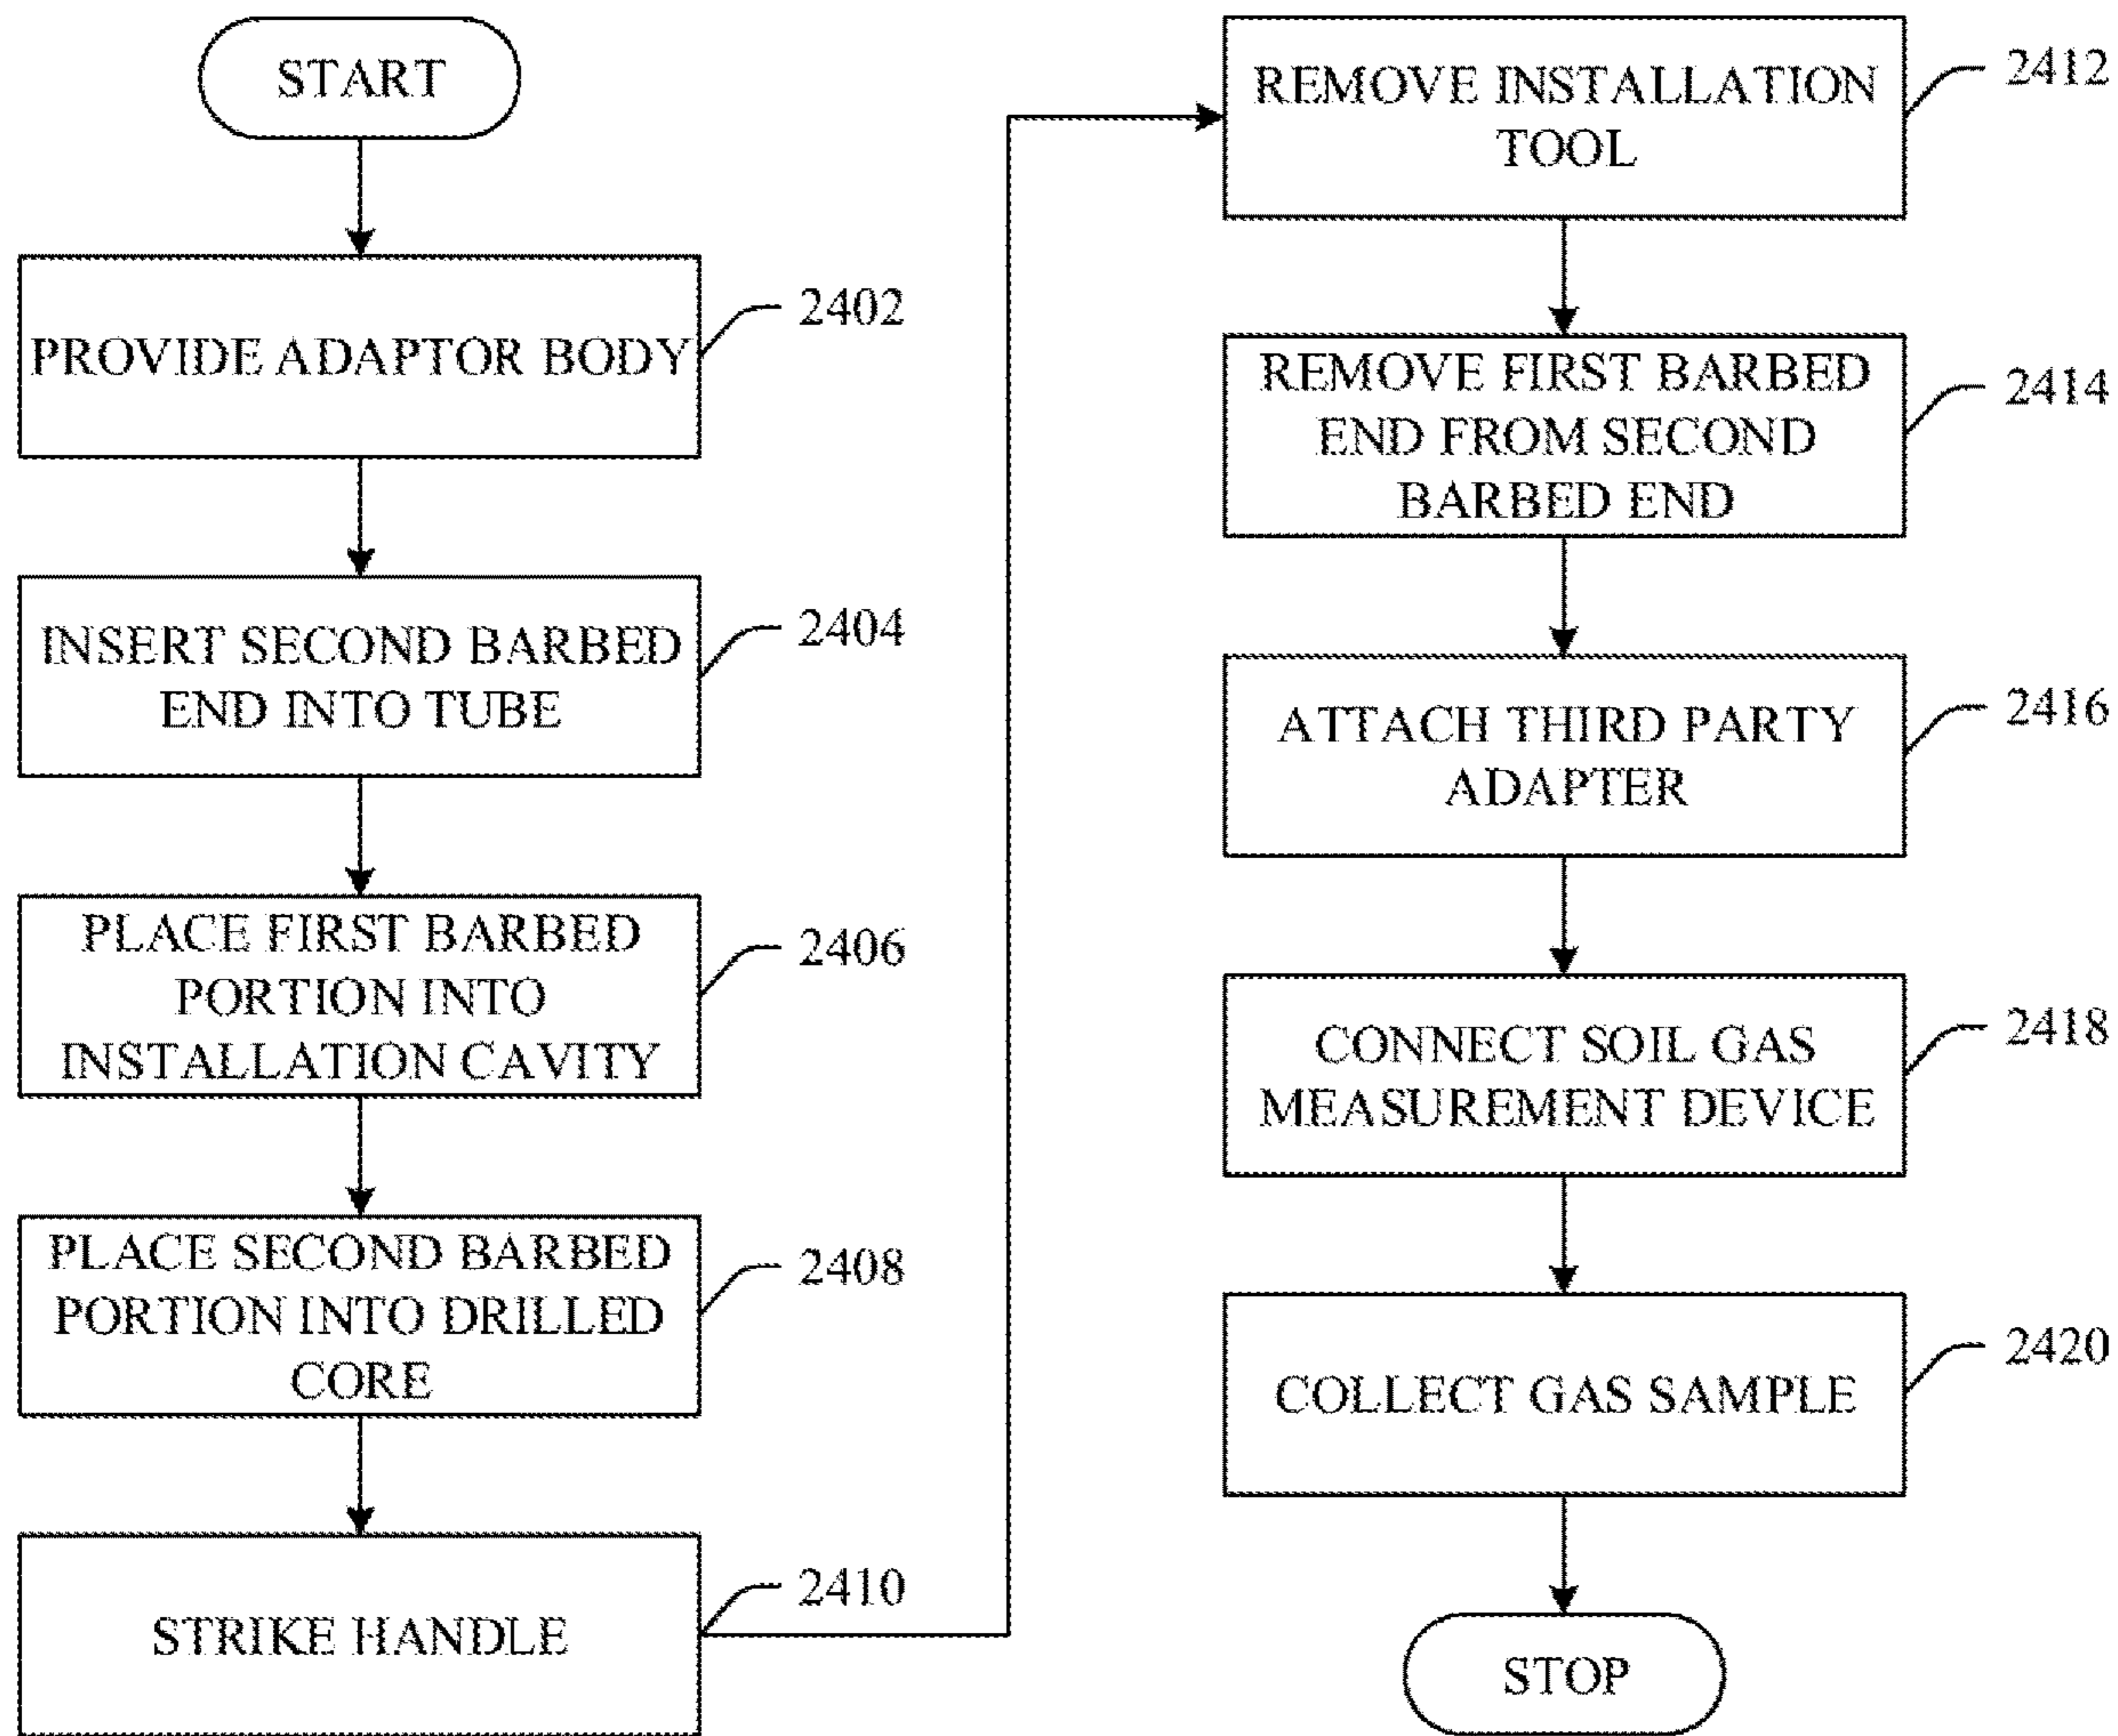 START
PROVIDE ADAPTOR BODY
2402
INSERT SECOND BARBED
END INTO TUBE
2404
PLACE FIRST BARBED
PORTION INTO
INSTALLATION CAVITY
2406
PLACE SECOND BARBED
PORTION INTO DRILLED
CORE
2408
STRIKE HANDLE
2410
REMOVE INSTALLATION
TOOL
2412
REMOVE FIRST BARBED
END FROM SECOND
BARBED END
2414
ATTACH THIRD PARTY
ADAPTER
2416
CONNECT SOIL GAS
MEASUREMENT DEVICE
2418
COLLECT GAS SAMPLE
2420
STOP